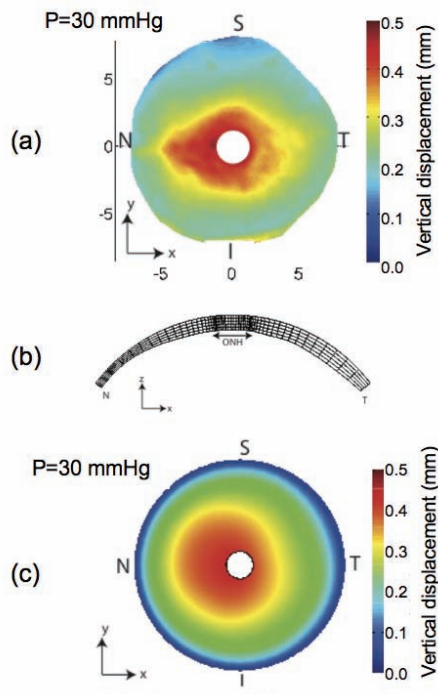 P=30 mmHg
S
(a)
N
T
I
5
0
-5
-5 0 5
y
x
0.5
0.4
0.3
0.2
0.1
0.0
Vertical displacement (mm)
(b)
ONH
N
T
z
x
P=30 mmHg
S
(c)
N
T
I
y
x
0.5
0.4
0.3
0.2
0.1
0.0
Vertical displacement (mm)